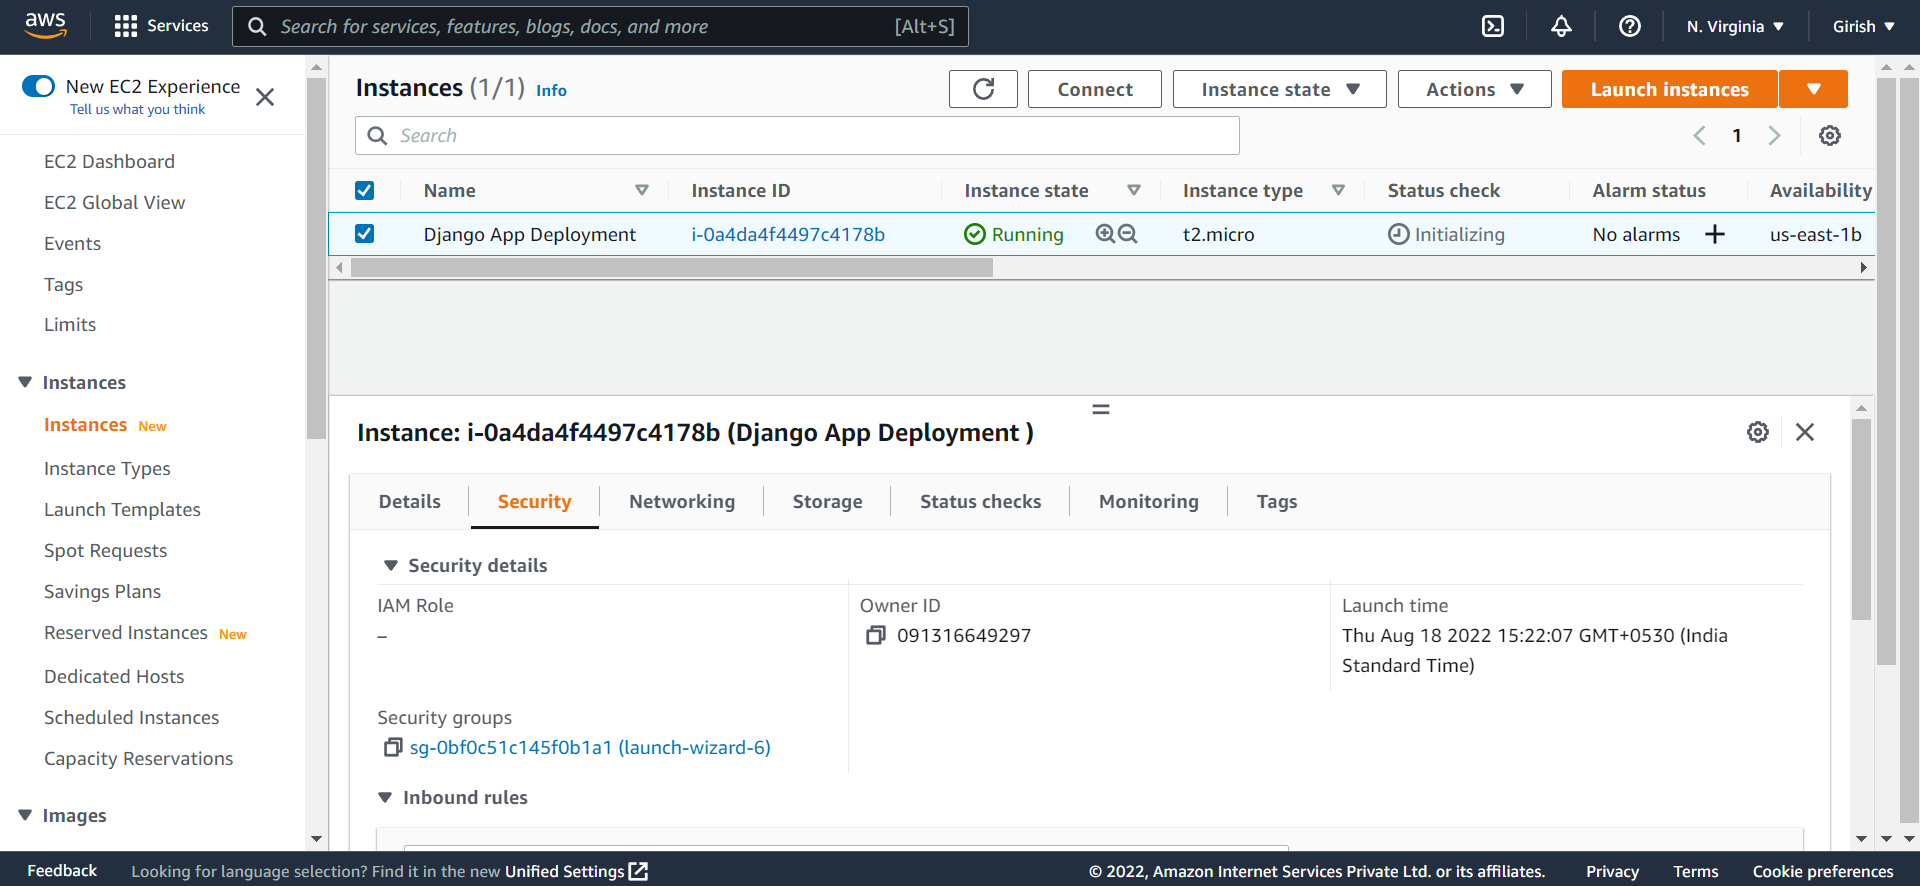 aws Services Search for services, features, blogs, docs, and more [Alt+S] N. Virginia Girish
New EC2 Experience
Tell us what you think
EC2 Dashboard
EC2 Global View
Events
Tags
Limits
Instances
Instances New
Instance Types
Launch Templates
Spot Requests
Savings Plans
Reserved Instances New
Dedicated Hosts
Scheduled Instances
Capacity Reservations
Images
Instances (1/1) Info Connect Instance state Actions Launch instances
Search 1
Name Instance ID Instance state Instance type Status check Alarm status Availability
Django App Deployment i-0a4da4f4497c4178b Running t2.micro Initializing No alarms us-east-1b
Instance: i-0a4da4f4497c4178b (Django App Deployment )
Details Security Networking Storage Status checks Monitoring Tags
Security details
IAM Role Owner ID Launch time
– 091316649297 Thu Aug 18 2022 15:22:07 GMT+0530 (India
Standard Time)
Security groups
sg-0bf0c51c145f0b1a1 (launch-wizard-6)
Inbound rules
Feedback Looking for language selection? Find it in the new Unified Settings © 2022, Amazon Internet Services Private Ltd. or its affiliates. Privacy Terms Cookie preferences